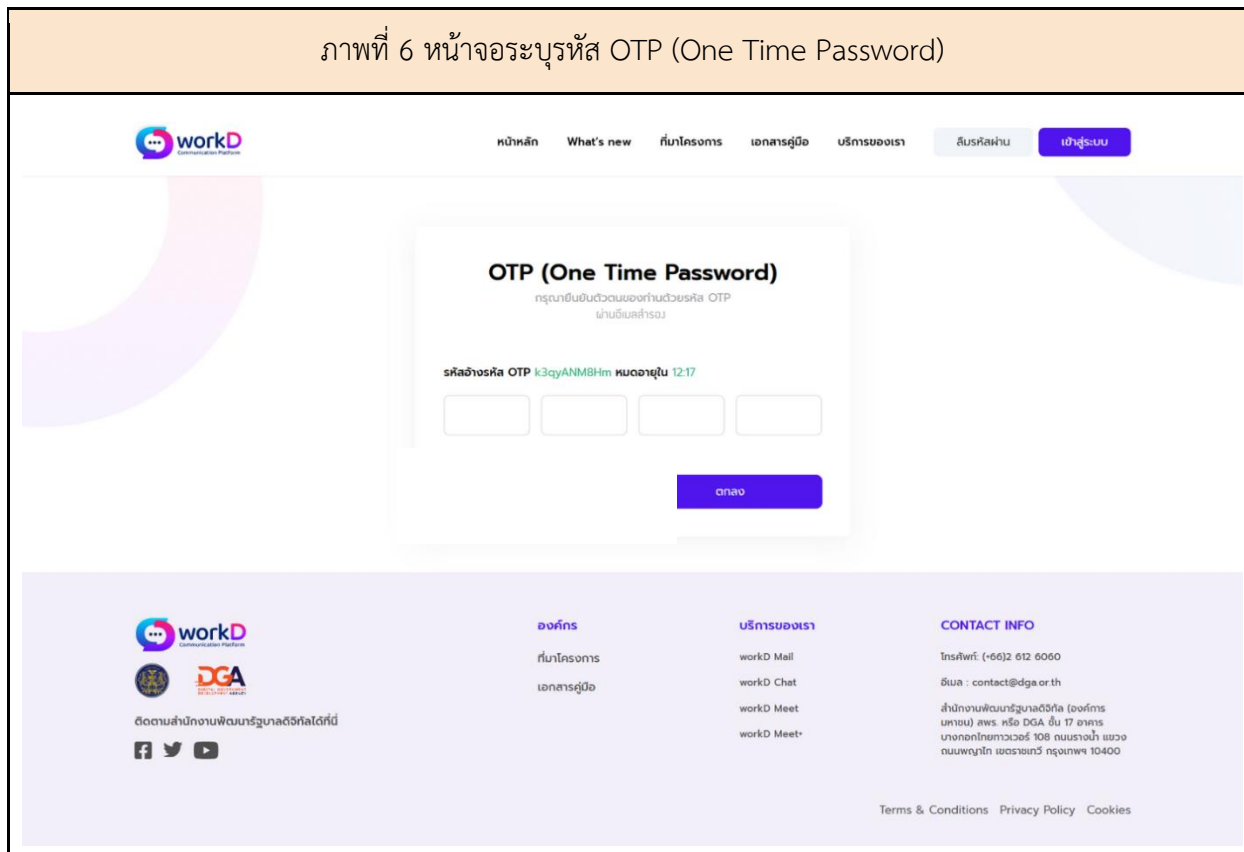 ภาพที่ 6 หน้าจอระบุรหัส OTP (One Time Password)
workD
Communication Platform
หน้าหลัก What's new ที่มาโครงการ เอกสารคู่มือ บริการของเรา ลืมรหัสผ่าน เข้าสู่ระบบ
OTP (One Time Password)
กรุณายืนยันตัวตนของท่านด้วยรหัส OTP
ผ่านอีเมลสำรอง
รหัสอ้างรหัส OTP k3qyANM8Hm หมดอายุใน 12:17
ตกลง
workD
Communication Platform
DGA
ติดตามสำนักงานพัฒนารัฐบาลดิจิทัลได้ที่นี่
องค์กร
ที่มาโครงการ
เอกสารคู่มือ
บริการของเรา
workD Mail
workD Chat
workD Meet
workD Meet+
CONTACT INFO
โทรศัพท์: (+66)2 612 6060
อีเมล : contact@dga.or.th
สำนักงานพัฒนารัฐบาลดิจิทัล (องค์การ
มหาชน) สพร. หรือ DGA ชั้น 17 อาคาร
บางกอกไทยทาวเวอร์ 108 ถนนรางน้ำ แขวง
ถนนพญาไท เขตราชเทวี กรุงเทพฯ 10400
Terms & Conditions Privacy Policy Cookies